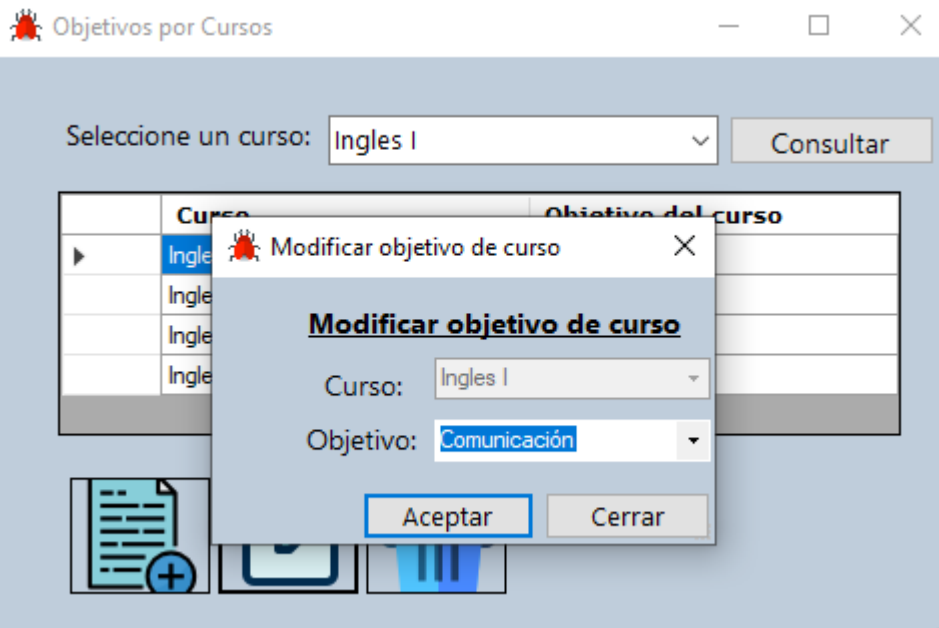 Objetivos por Cursos
Seleccione un curso: Ingles I Consultar
Curso Objetivo del curso
Modificar objetivo de curso
Ingle
Ingle
Ingle
Ingle
Modificar objetivo de curso
Curso: Ingles I
Objetivo: Comunicación
Aceptar Cerrar